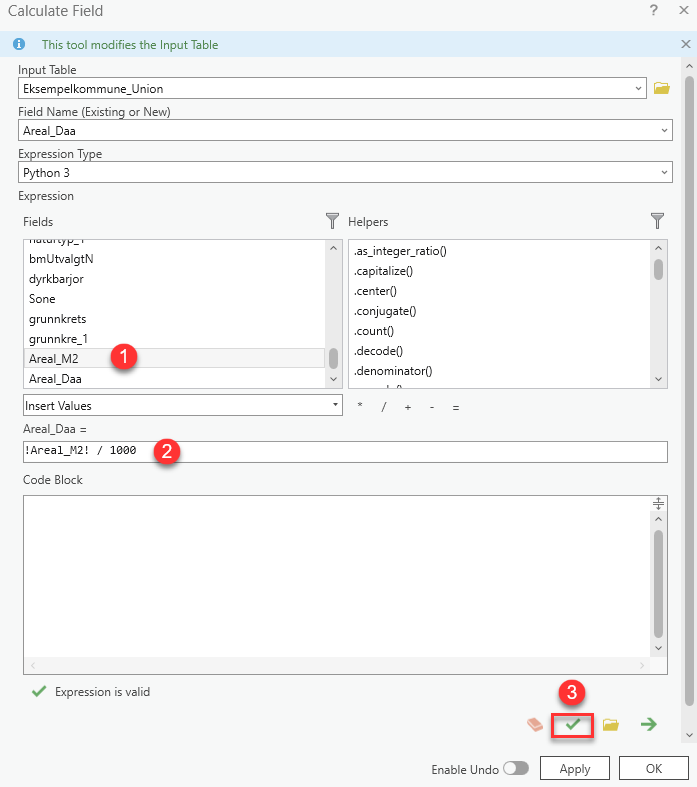 Calculate Field
?
This tool modifies the Input Table
Input Table
Eksempelkommune_Union
Field Name (Existing or New)
Areal_Daa
Expression Type
Python 3
Expression
Fields
Helpers
bmUtvalgtN
dyrkbarjor
Sone
grunnkrets
grunnkre_1
Areal_M2
1
Areal_Daa
.as_integer_ratio()
.capitalize()
.center()
.conjugate()
.count()
.decode()
.denominator()
Insert Values
* / + - =
Areal_Daa =
!Areal_M2! / 1000
2
Code Block
Expression is valid
3
Enable Undo
Apply
OK